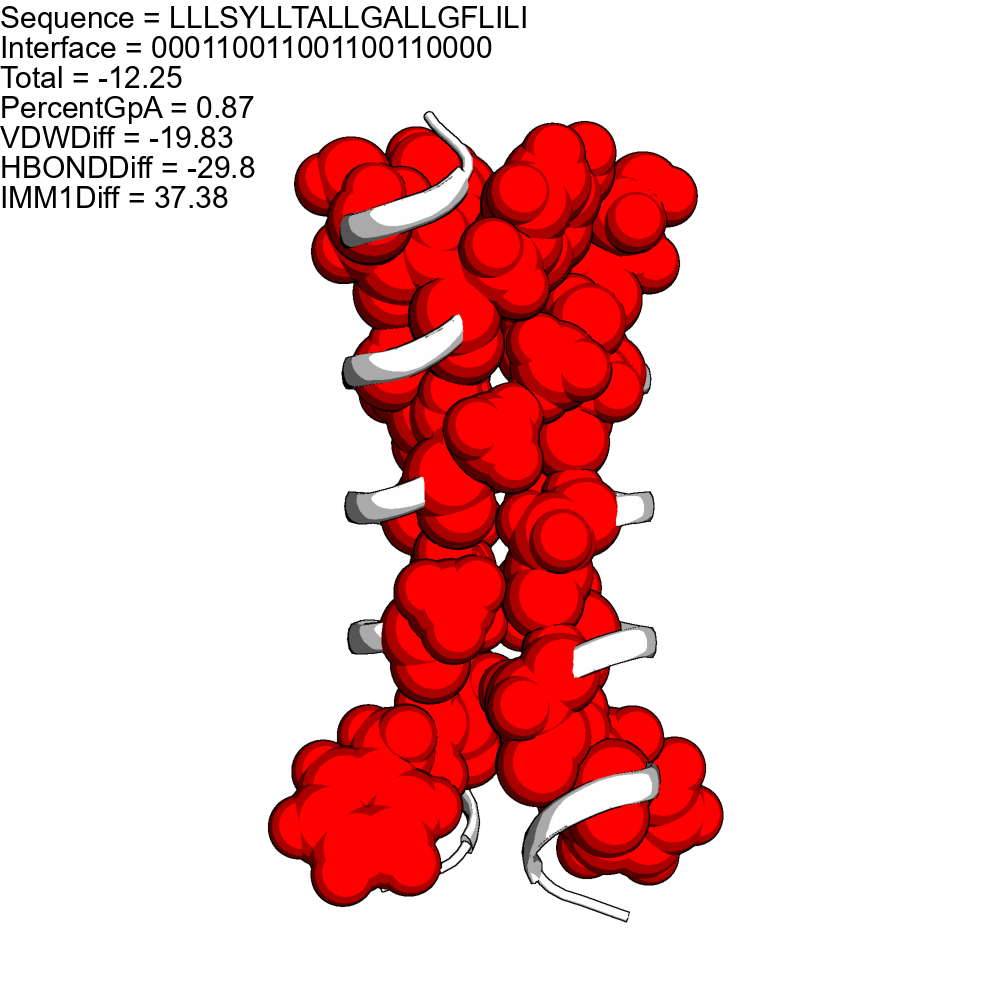 Sequence = LLLSYLLTALLGALLGFLILI
Interface = 000110011001100110000
Total = -12.25
PercentGpA = 0.87
VDWDiff = -19.83
HBONDDiff = -29.8
IMM1Diff = 37.38